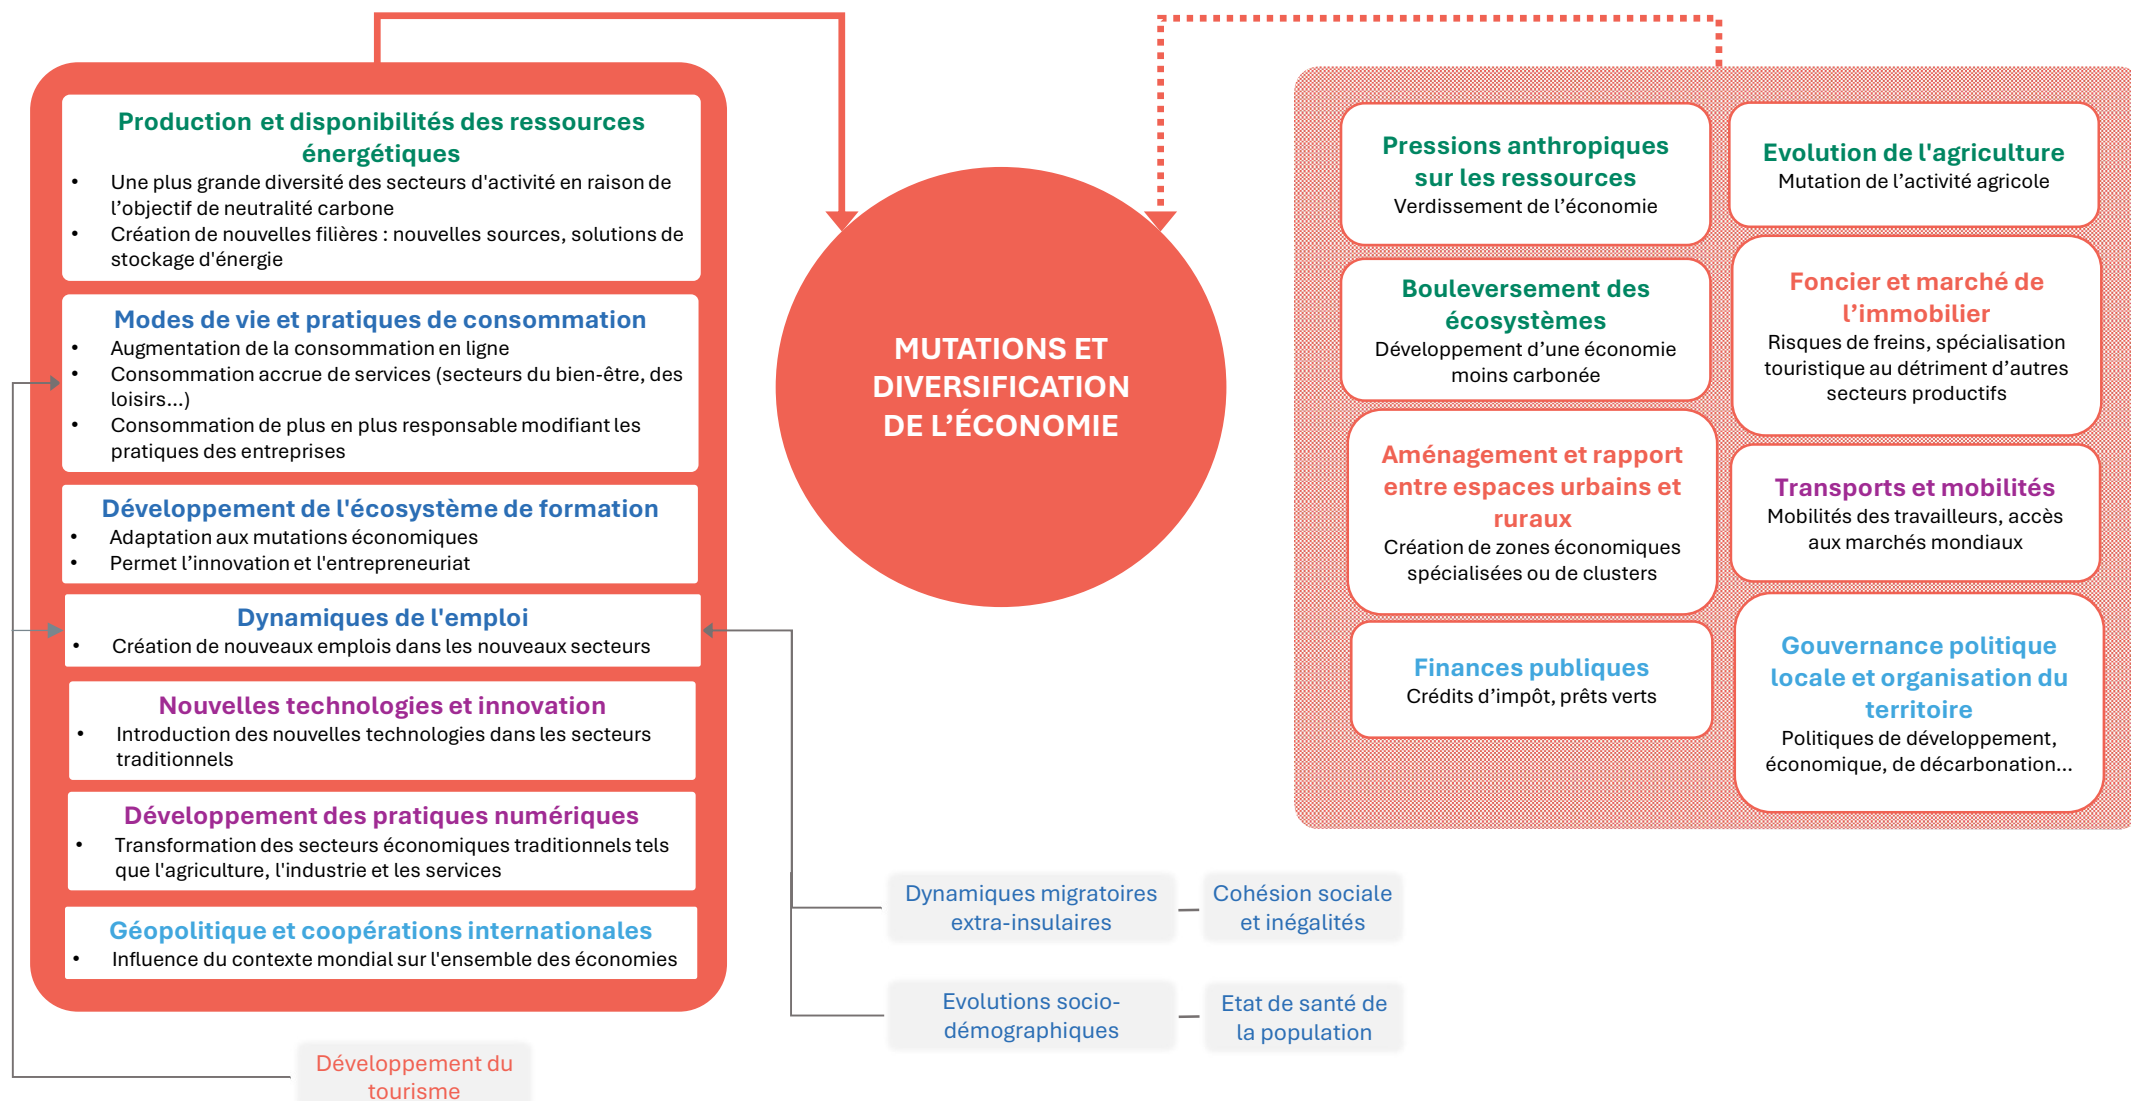 Production et disponibilités des ressources
énergétiques
• Une plus grande diversité des secteurs d'activité en raison de
l’objectif de neutralité carbone
• Création de nouvelles filières : nouvelles sources, solutions de
stockage d'énergie
Modes de vie et pratiques de consommation
• Augmentation de la consommation en ligne
• Consommation accrue de services (secteurs du bien-être, des
loisirs...)
• Consommation de plus en plus responsable modifiant les
pratiques des entreprises
Développement de l'écosystème de formation
• Adaptation aux mutations économiques
• Permet l’innovation et l'entrepreneuriat
Dynamiques de l'emploi
• Création de nouveaux emplois dans les nouveaux secteurs
Nouvelles technologies et innovation
• Introduction des nouvelles technologies dans les secteurs
traditionnels
Développement des pratiques numériques
• Transformation des secteurs économiques traditionnels tels
que l'agriculture, l'industrie et les services
Géopolitique et coopérations internationales
• Influence du contexte mondial sur l'ensemble des économies
Développement du
tourisme
MUTATIONS ET
DIVERSIFICATION
DE L’ÉCONOMIE
Dynamiques migratoires
extra-insulaires
Cohésion sociale
et inégalités
Evolutions socio-
démographiques
Etat de santé de
la population
Pressions anthropiques
sur les ressources
Verdissement de l’économie
Bouleversement des
écosystèmes
Développement d’une économie
moins carbonée
Aménagement et rapport
entre espaces urbains et
ruraux
Création de zones économiques
spécialisées ou de clusters
Finances publiques
Crédits d’impôt, prêts verts
Evolution de l'agriculture
Mutation de l’activité agricole
Foncier et marché de
l’immobilier
Risques de freins, spécialisation
touristique au détriment d’autres
secteurs productifs
Transports et mobilités
Mobilités des travailleurs, accès
aux marchés mondiaux
Gouvernance politique
locale et organisation du
territoire
Politiques de développement,
économique, de décarbonation...